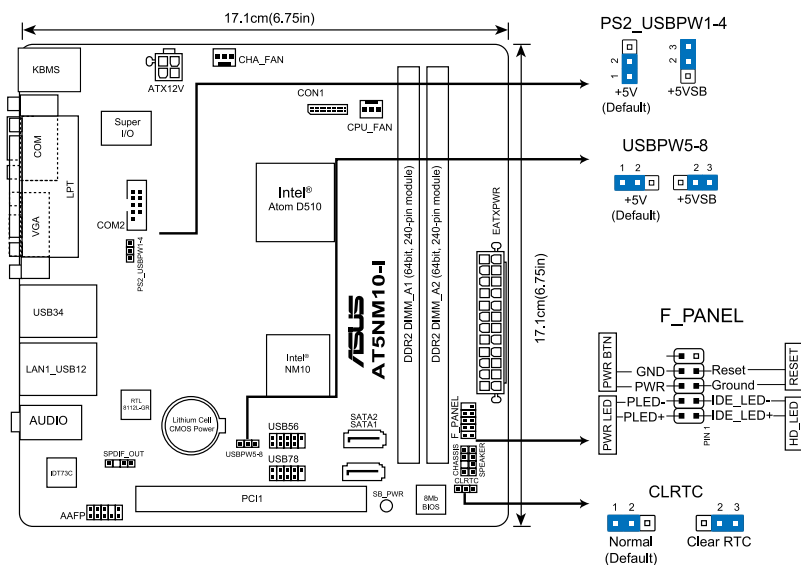 17.1cm(6.75in)
PS2_USBPW1-4
KBMS
ATX12V
CHA_FAN
3
2
2
1
+5V
(Default)
+5VSB
CON1
CPU_FAN
Super
I/O
COM
LPT
VGA
COM2
PS2_USBPW1-4
Intel®
Atom D510
DDR2 DIMM_A1 (64bit, 240-pin module)
DDR2 DIMM_A2 (64bit, 240-pin module)
EATXPWR
17.1cm(6.75in)
USBPW5-8
1 2
2 3
+5V
(Default)
+5VSB
USB34
LAN1_USB12
AUDIO
Intel®
NM10
ASUS
AT5NM10-I
RTL
8112L-GR
Lithium Cell
CMOS Power
USBPW5-8
USB56
USB78
SATA2
SATA1
F_PANEL
CHASSIS
SPEAKER
CLRTC
SPDIF_OUT
IDT73C
AAFP
PCI1
SB_PWR
8Mb
BIOS
F_PANEL
PWR BTN
GND
PWR
Reset
Ground
RESET
PWR LED
PLED-
PLED+
IDE_LED-
IDE_LED+
HD_LED
PIN 1
CLRTC
1 2
2 3
Normal
(Default)
Clear RTC